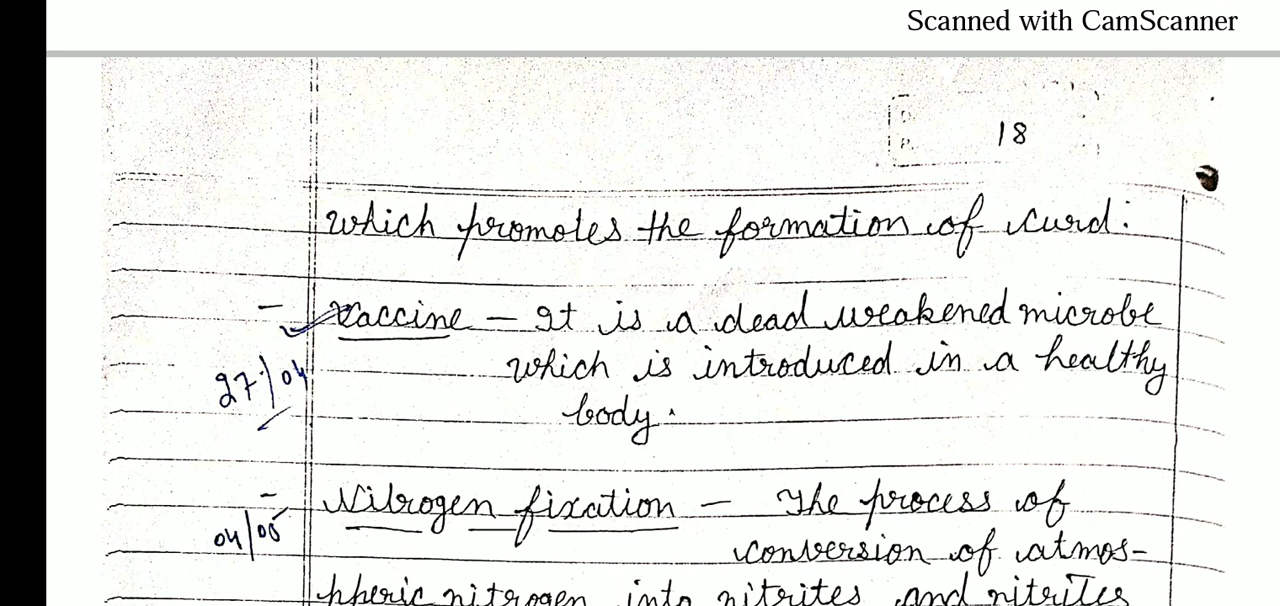 Scanned with CamScanner
18
which promotes the formation of curd.
- Vaccine - It is a dead weakened microbe
which is introduced in a healthy
27/04
body.
- Nitrogen fixation - The process of
04/05
conversion of atmos-
pheric nitrogen into nitrites and nitrites